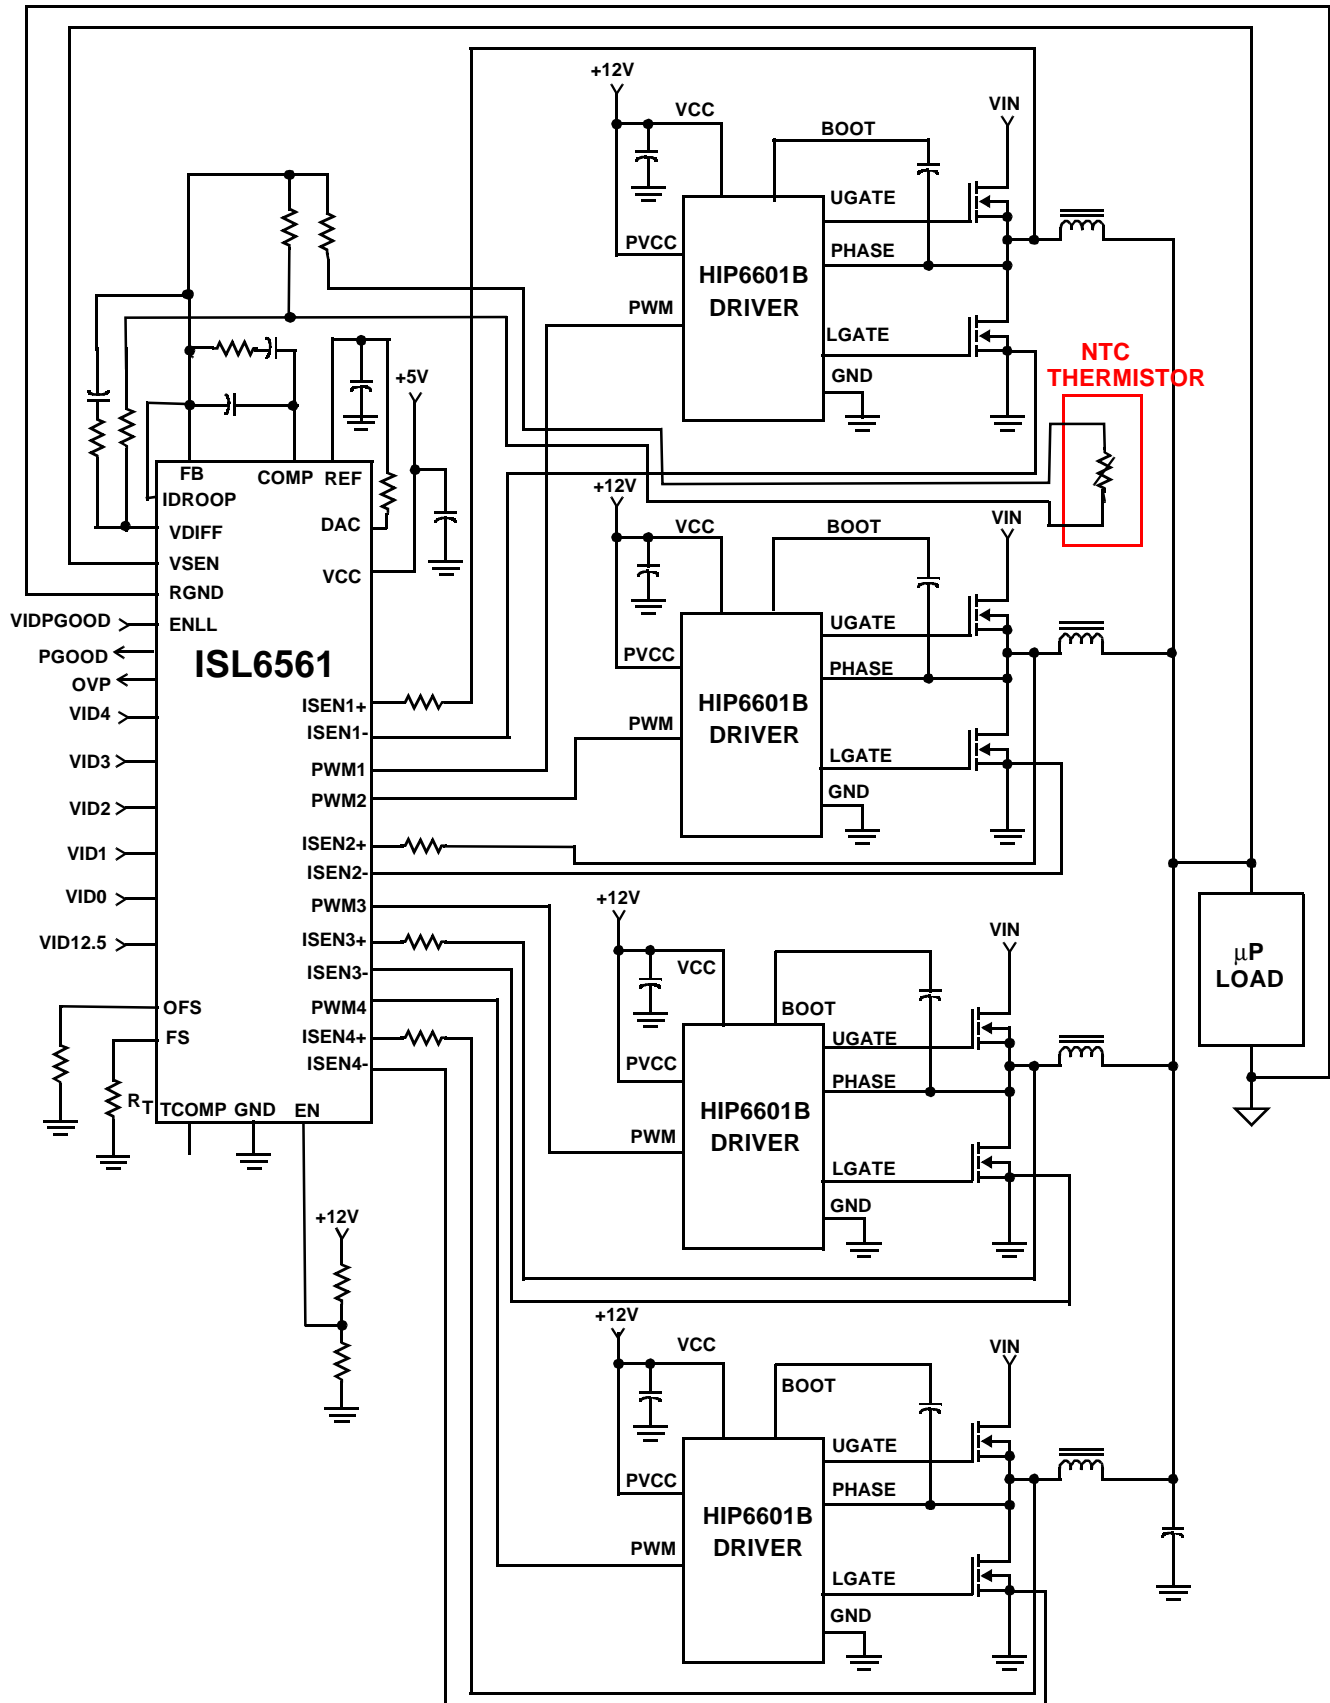 +12V
VCC
BOOT
VIN
UGATE
PVCC
PHASE
HIP6601B
DRIVER
PWM
LGATE
GND
NTC
THERMISTOR
+5V
FB
COMP
REF
IDROOP
VDIFF
DAC
VSEN
VCC
RGND
VIDPGOOD
ENLL
PGOOD
ISL6561
OVP
VID4
ISEN1+
ISEN1-
VID3
PWM1
VID2
PWM2
VID1
ISEN2+
ISEN2-
VID0
PWM3
VID12.5
ISEN3+
ISEN3-
OFS
PWM4
FS
ISEN4+
ISEN4-
RT
TCOMP
GND
EN
+12V
+12V
VCC
BOOT
VIN
UGATE
PVCC
PHASE
HIP6601B
DRIVER
PWM
LGATE
GND
+12V
VCC
VIN
BOOT
UGATE
PVCC
PHASE
HIP6601B
DRIVER
PWM
LGATE
GND
µP
LOAD
+12V
VCC
VIN
BOOT
UGATE
PVCC
PHASE
HIP6601B
DRIVER
PWM
LGATE
GND